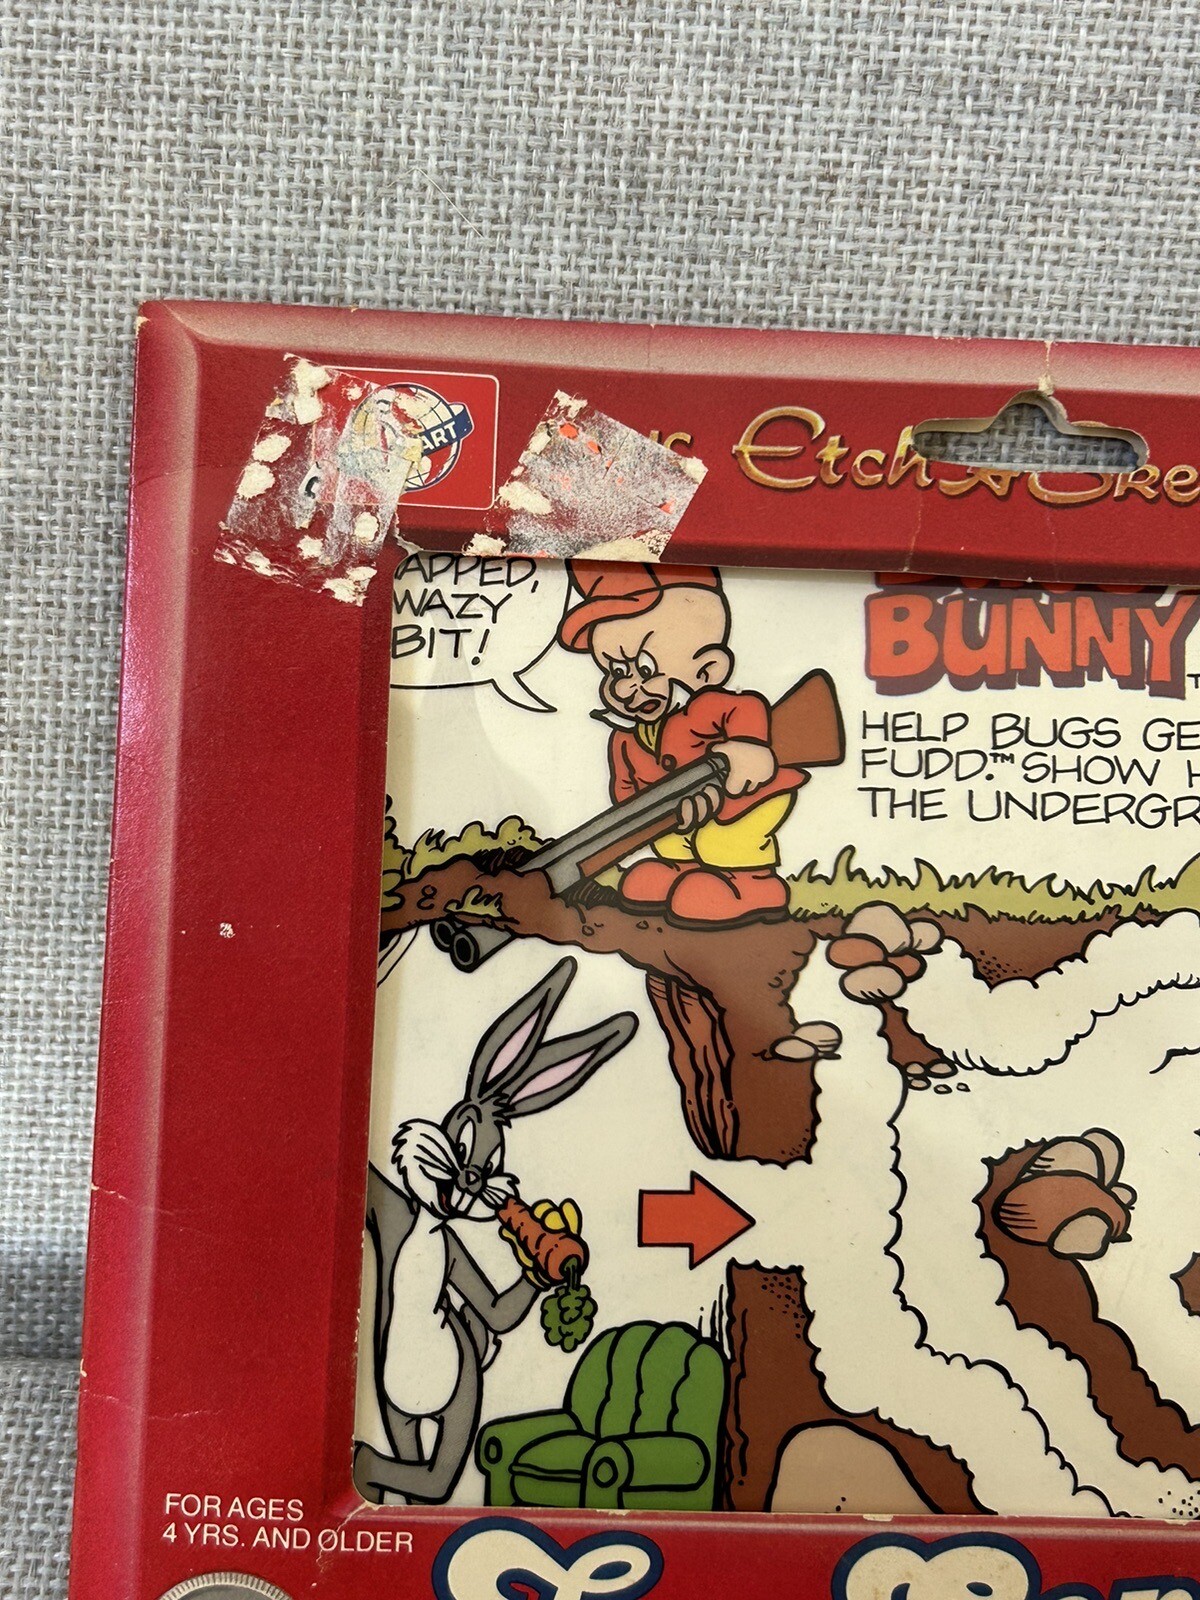 ART
Etch
APPED,
WAZY
BIT!
BUNNY
HELP BUGS GE
FUDD.™ SHOW H
THE UNDERGR
FOR AGES
4 YRS. AND OLDER